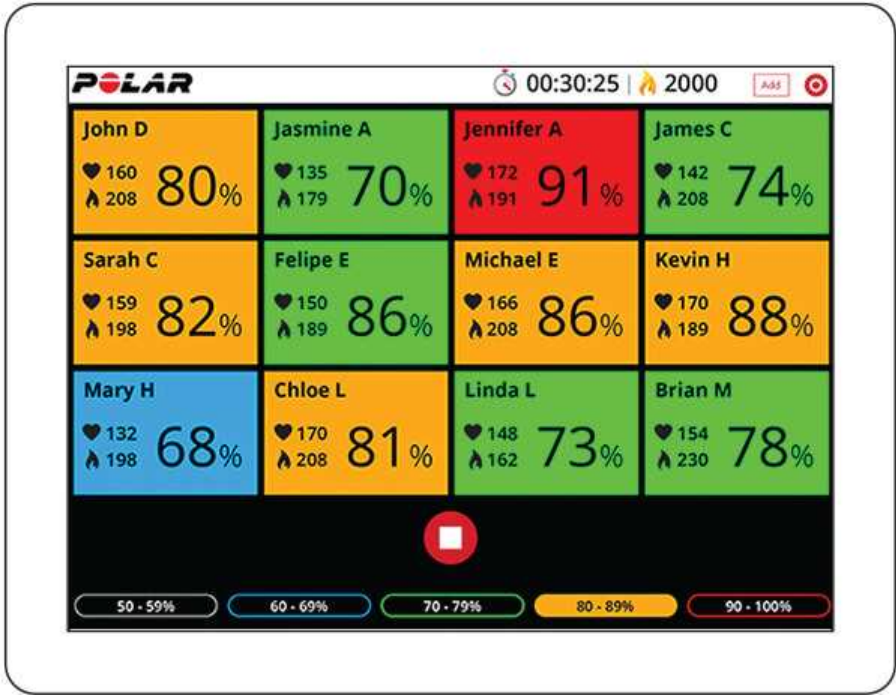 POLAR 00:30:25 | 2000 Add
John D
160
208
80%
Jasmine A
135
179
70%
Jennifer A
172
191
91%
James C
142
208
74%
Sarah C
159
198
82%
Felipe E
150
189
86%
Michael E
166
208
86%
Kevin H
170
189
88%
Mary H
132
198
68%
Chloe L
170
208
81%
Linda L
148
162
73%
Brian M
154
230
78%
50 - 59% 60 - 69% 70 - 79% 80 - 89% 90 - 100%